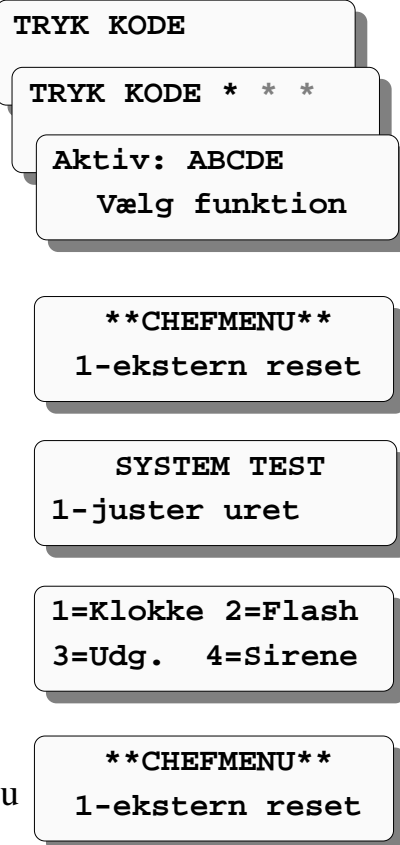 TRYK KODE
TRYK KODE * * *
Aktiv: ABCDE
Vælg funktion
**CHEFMENU**
1-ekstern reset
SYSTEM TEST
1-juster uret
1=Klokke 2=Flash
3=Udg. 4=Sirene
**CHEFMENU**
u 1-ekstern reset